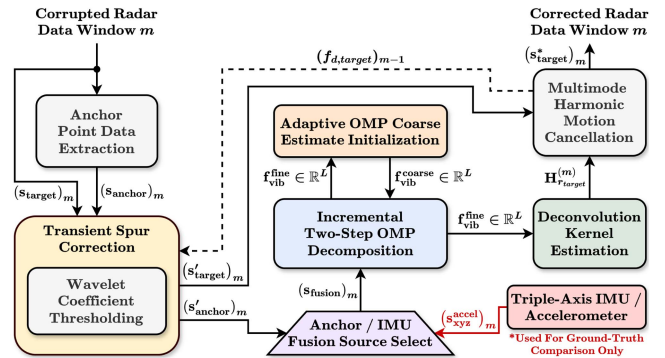 Corrupted Radar
Data Window m
Corrected Radar
Data Window m
(f_{d,target})_{m−1}
(s^*_{target})_m
Anchor
Point Data
Extraction
Adaptive OMP Coarse
Estimate Initialization
Multimode
Harmonic
Motion
Cancellation
(s_{target})_m
(s_{anchor})_m
f^{fine}_{vib} ∈ ℝ^L
f^{coarse}_{vib} ∈ ℝ^L
H^{(m)}_{r_{target}}
Transient Spur
Correction
Incremental
Two-Step OMP
Decomposition
f^{fine}_{vib} ∈ ℝ^L
Deconvolution
Kernel
Estimation
Wavelet
Coefficient
Thresholding
(s′_{target})_m
(s′_{anchor})_m
(s_{fusion})_m
Anchor / IMU
Fusion Source Select
(s^{accel}_{xyz})_m
Triple-Axis IMU /
Accelerometer
*Used For Ground-Truth
Comparison Only